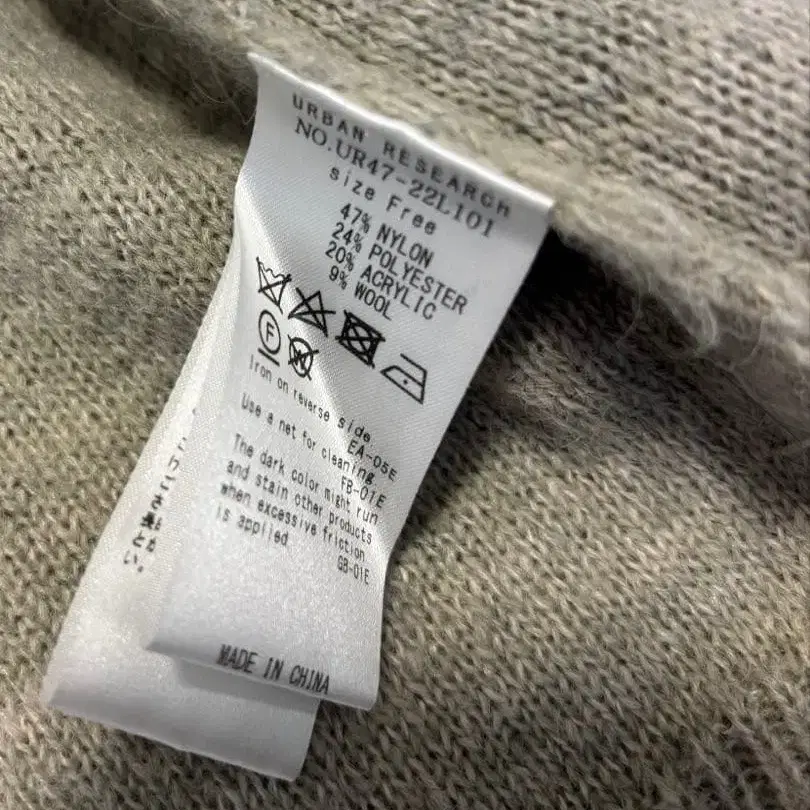 URBAN RESEARCH
NO.UR47-22L101
size Free
47% NYLON
24% POLYESTER
20% ACRYLIC
9% WOOL
F W
Iron on reverse side
EA-05E
Use a net for cleaning
FB-01E
The dark color might run
and stain other products
when excessive friction
is applied
GB-01E
MADE IN CHINA